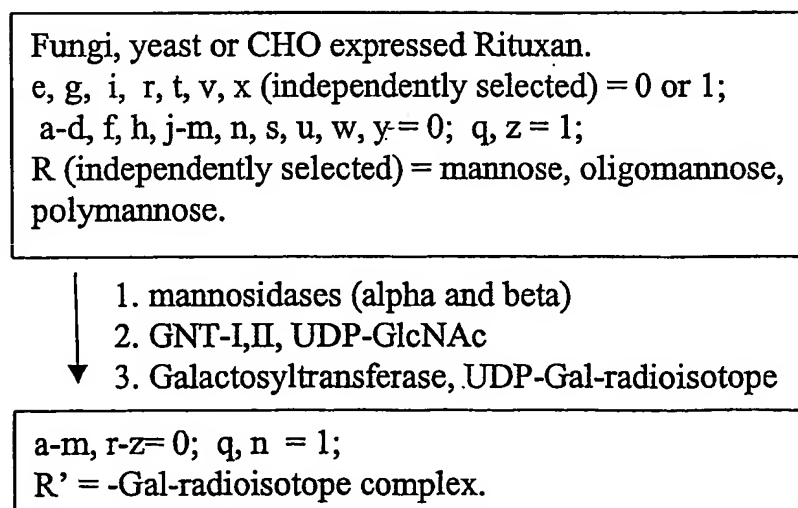 Fungi, yeast or CHO expressed Rituxan.
e, g, i, r, t, v, x (independently selected) = 0 or 1;
a-d, f, h, j-m, n, s, u, w, y= 0; q, z = 1;
R (independently selected) = mannose, oligomannose,
polymannose.
1. mannosidases (alpha and beta)
2. GNT-I,II, UDP-GlcNAc
3. Galactosyltransferase, UDP-Gal-radioisotope
a-m, r-z= 0; q, n = 1;
R' = -Gal-radioisotope complex.